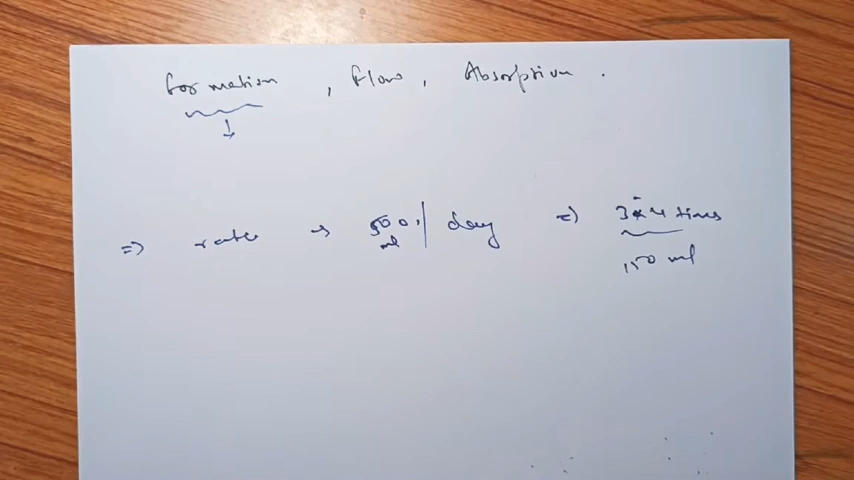 Formation , Flow , Absorption .
⇒ rate → 500 / day ⇒ 3-4 times
ml
150 ml